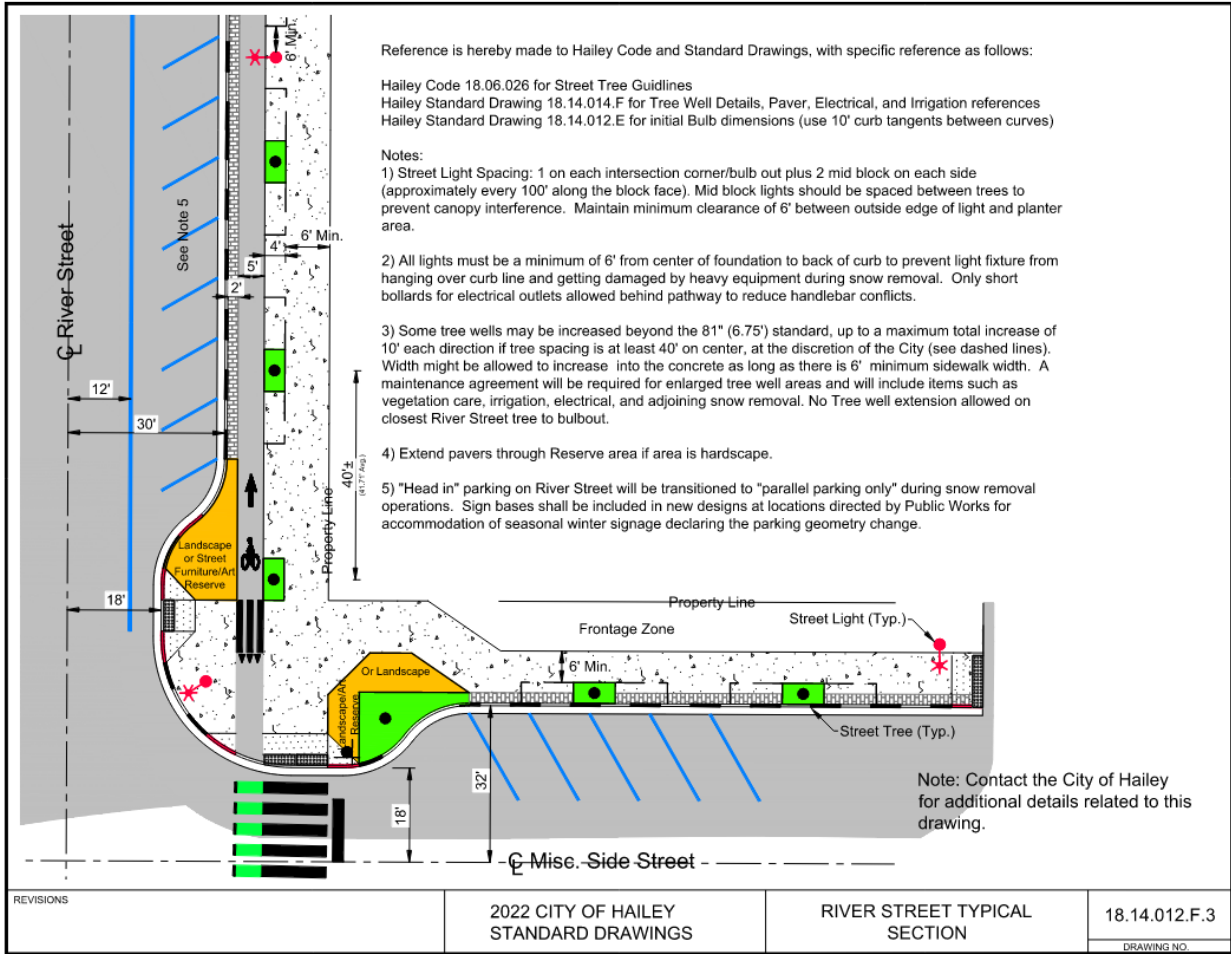 Reference is hereby made to Hailey Code and Standard Drawings, with specific reference as follows:
Hailey Code 18.06.026 for Street Tree Guidlines
Hailey Standard Drawing 18.14.014.F for Tree Well Details, Paver, Electrical, and Irrigation references
Hailey Standard Drawing 18.14.012.E for initial Bulb dimensions (use 10' curb tangents between curves)
Notes:
1) Street Light Spacing: 1 on each intersection corner/bulb out plus 2 mid block on each side
(approximately every 100' along the block face). Mid block lights should be spaced between trees to
prevent canopy interference. Maintain minimum clearance of 6' between outside edge of light and planter
area.
2) All lights must be a minimum of 6' from center of foundation to back of curb to prevent light fixture from
hanging over curb line and getting damaged by heavy equipment during snow removal. Only short
bollards for electrical outlets allowed behind pathway to reduce handlebar conflicts.
3) Some tree wells may be increased beyond the 81" (6.75') standard, up to a maximum total increase of
10' each direction if tree spacing is at least 40' on center, at the discretion of the City (see dashed lines).
Width might be allowed to increase into the concrete as long as there is 6' minimum sidewalk width. A
maintenance agreement will be required for enlarged tree well areas and will include items such as
vegetation care, irrigation, electrical, and adjoining snow removal. No Tree well extension allowed on
closest River Street tree to bulbout.
4) Extend pavers through Reserve area if area is hardscape.
5) "Head in" parking on River Street will be transitioned to "parallel parking only" during snow removal
operations. Sign bases shall be included in new designs at locations directed by Public Works for
accommodation of seasonal winter signage declaring the parking geometry change.
6' Min.
See Note 5
℄ River Street
4'
6' Min.
5'
2'
12'
30'
40'±
(41.71' Avg.)
Property Line
Landscape
or Street
Furniture/Art
Reserve
18'
Property Line
Frontage Zone
Street Light (Typ.)
6' Min.
Or Landscape
Landscape/Art
Reserve
Street Tree (Typ.)
32'
18'
Note: Contact the City of Hailey
for additional details related to this
drawing.
℄ Misc. Side Street
REVISIONS
2022 CITY OF HAILEY
STANDARD DRAWINGS
RIVER STREET TYPICAL
SECTION
18.14.012.F.3
DRAWING NO.